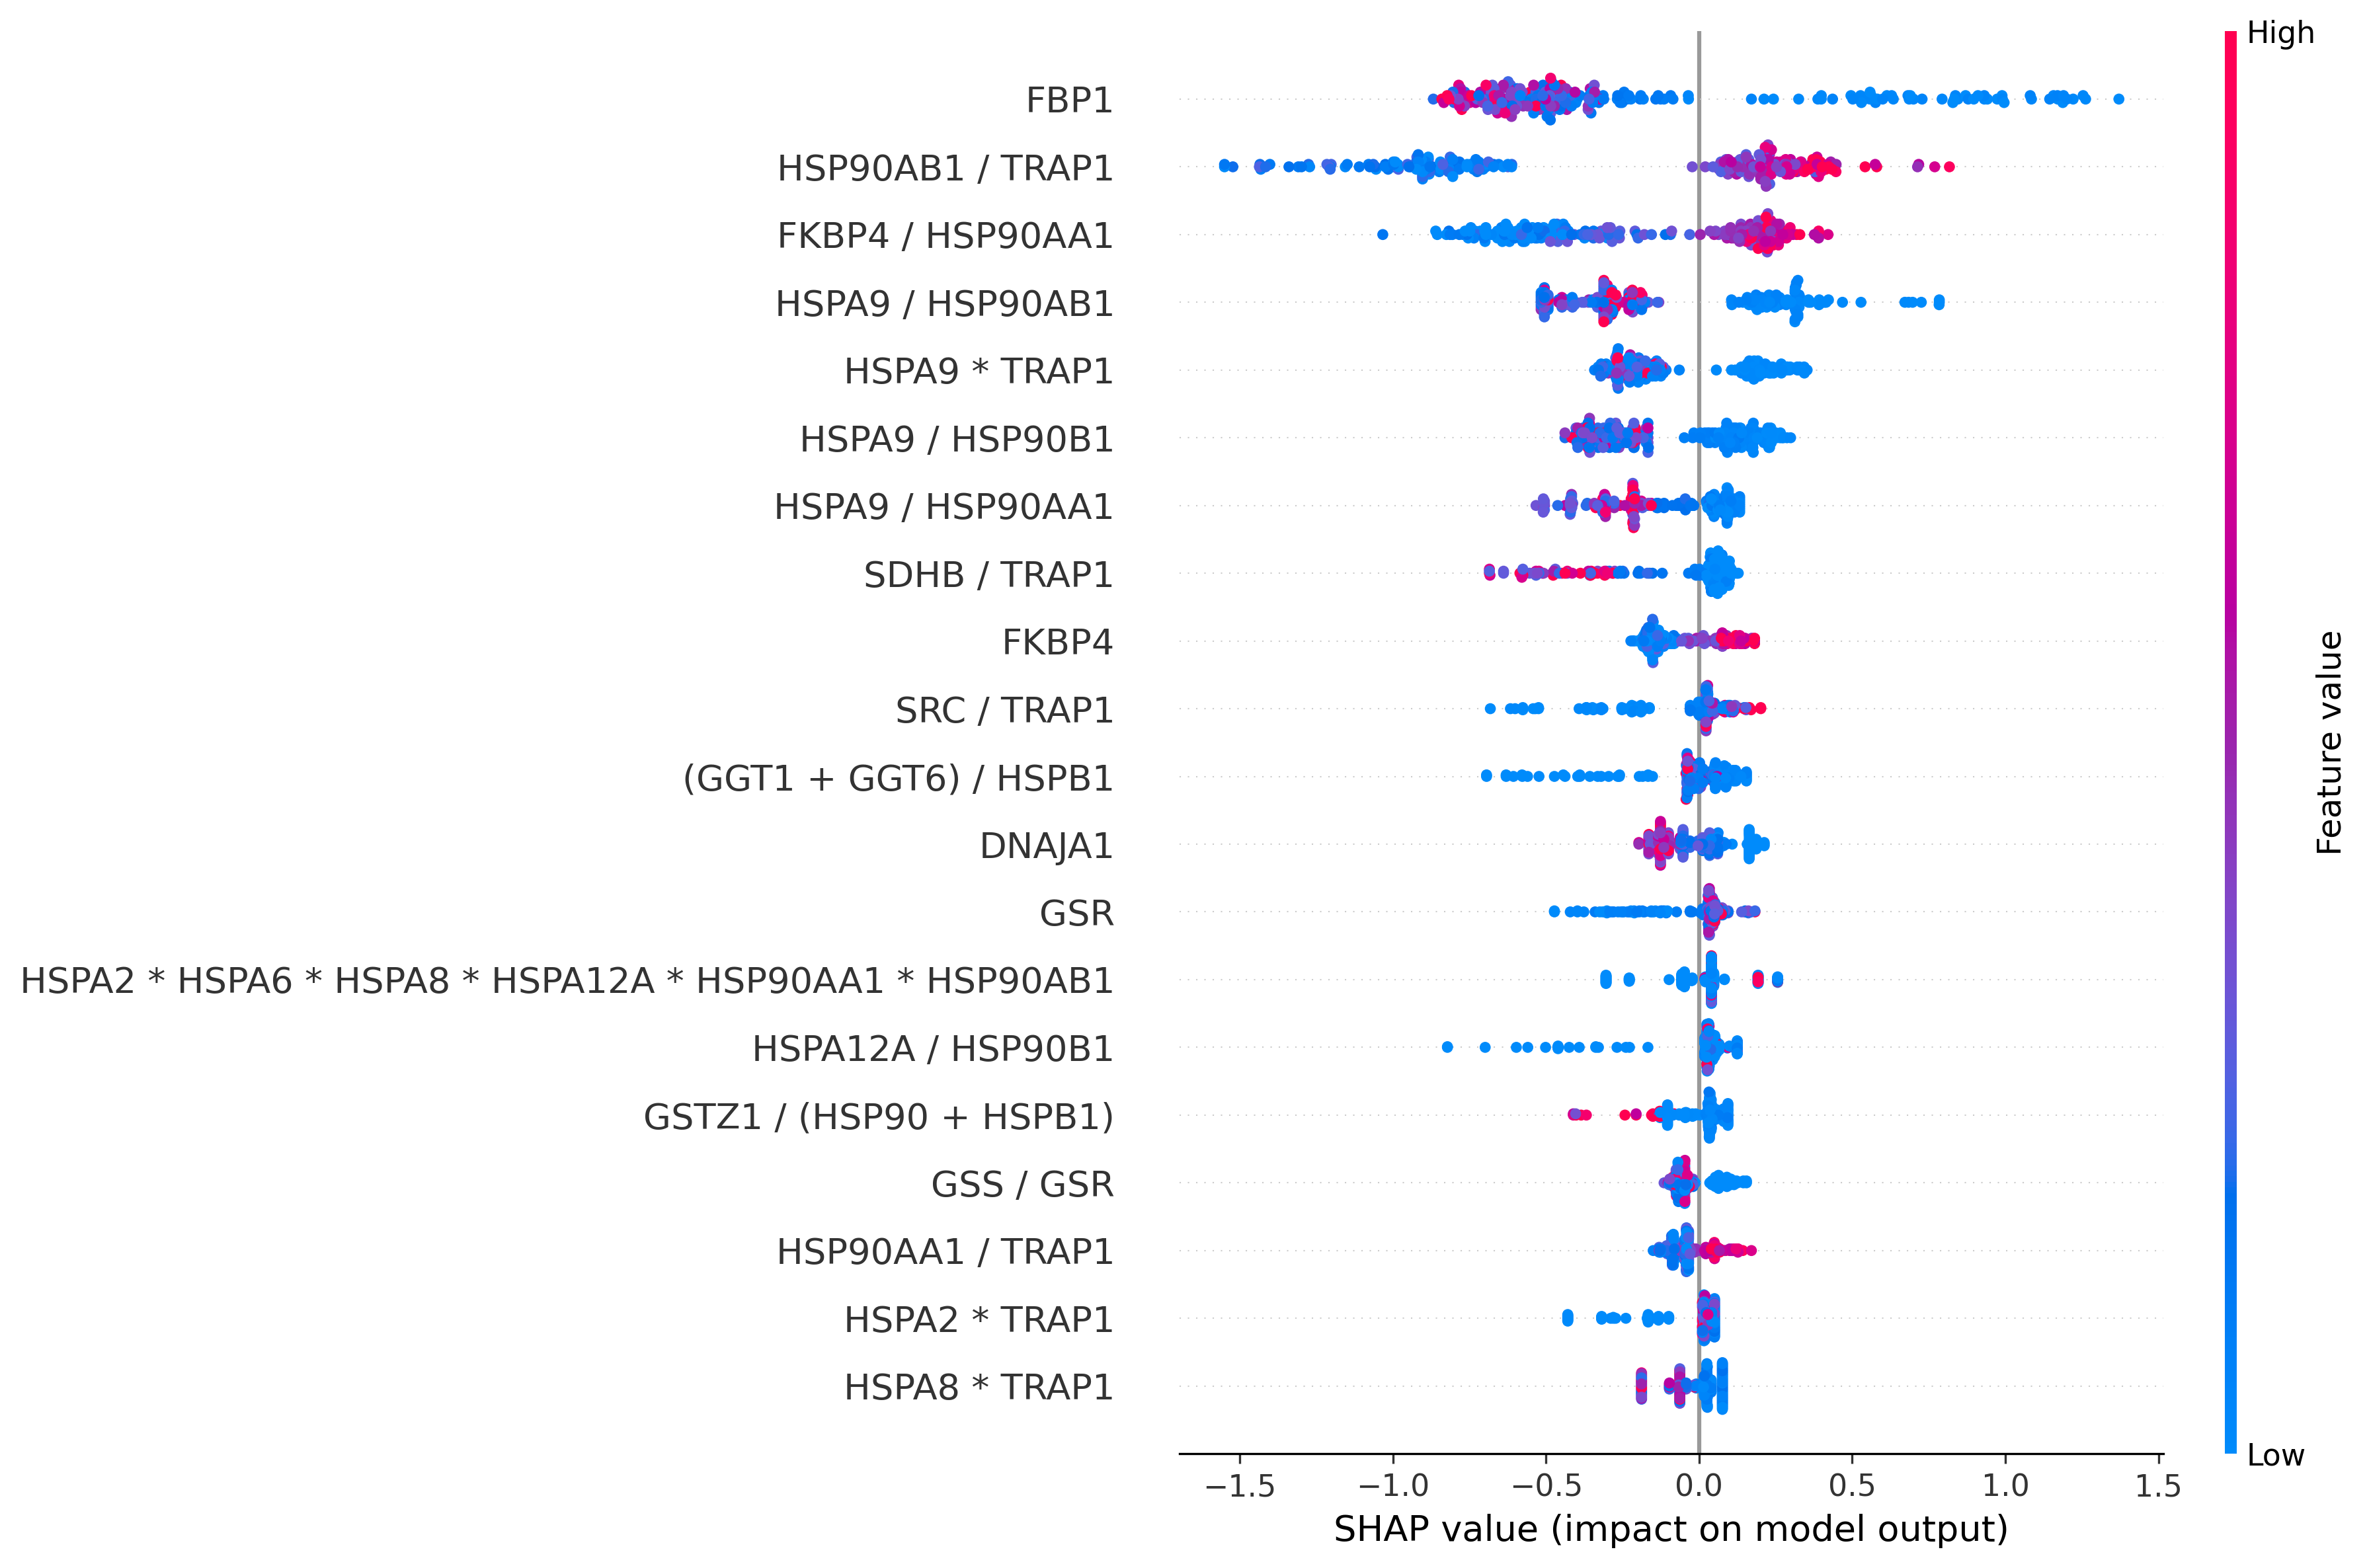 High
FBP1
HSP90AB1 / TRAP1
FKBP4 / HSP90AA1
HSPA9 / HSP90AB1
HSPA9 * TRAP1
HSPA9 / HSP90B1
HSPA9 / HSP90AA1
SDHB / TRAP1
FKBP4
SRC / TRAP1
(GGT1 + GGT6) / HSPB1
DNAJA1
GSR
HSPA2 * HSPA6 * HSPA8 * HSPA12A * HSP90AA1 * HSP90AB1
HSPA12A / HSP90B1
GSTZ1 / (HSP90 + HSPB1)
GSS / GSR
HSP90AA1 / TRAP1
HSPA2 * TRAP1
HSPA8 * TRAP1
Feature value
Low
−1.5 −1.0 −0.5 0.0 0.5 1.0 1.5
SHAP value (impact on model output)